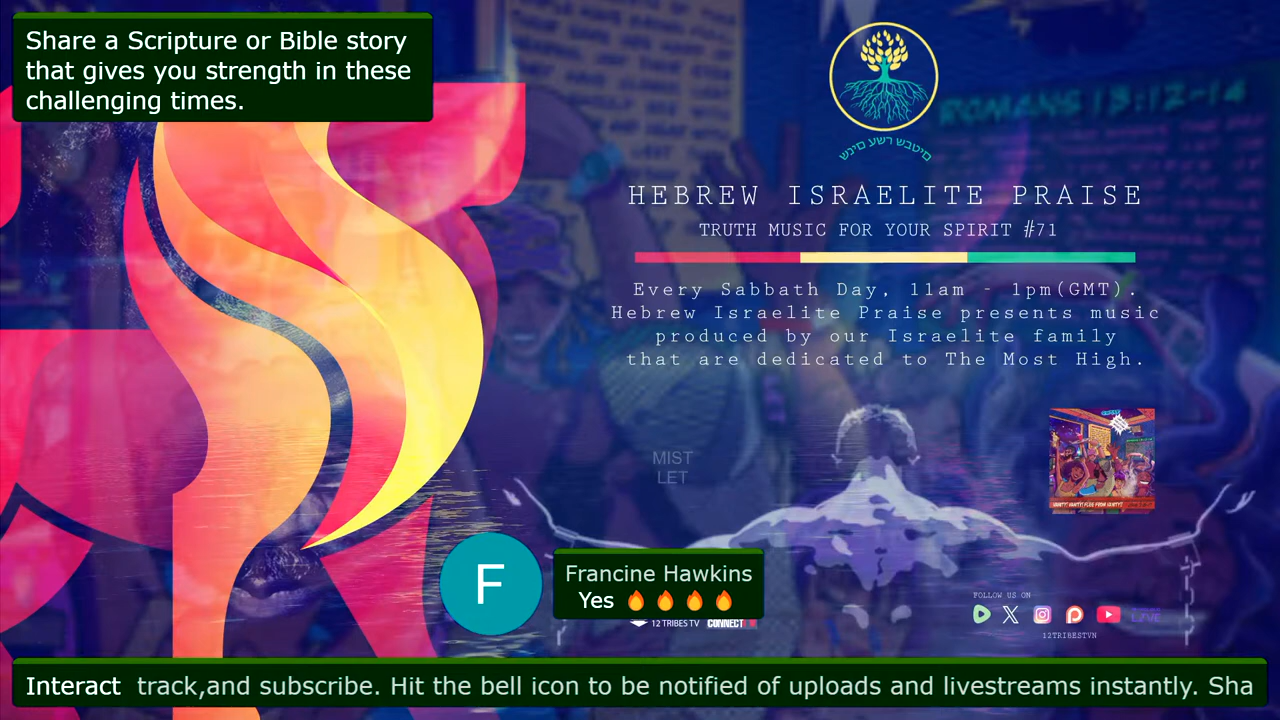 Share a Scripture or Bible story
that gives you strength in these
challenging times.
ROMANS 13:12-14
שנים עשר שבטים
HEBREW ISRAELITE PRAISE
TRUTH MUSIC FOR YOUR SPIRIT #71
Every Sabbath Day, 11am - 1pm(GMT).
Hebrew Israelite Praise presents music
produced by our Israelite family
that are dedicated to The Most High.
MIST
LET
F
Francine Hawkins
Yes 🔥🔥🔥🔥
12 TRIBES TV CONNECT
FOLLOW US ON
12TRIBESTVN
Interact track,and subscribe. Hit the bell icon to be notified of uploads and livestreams instantly. Sha